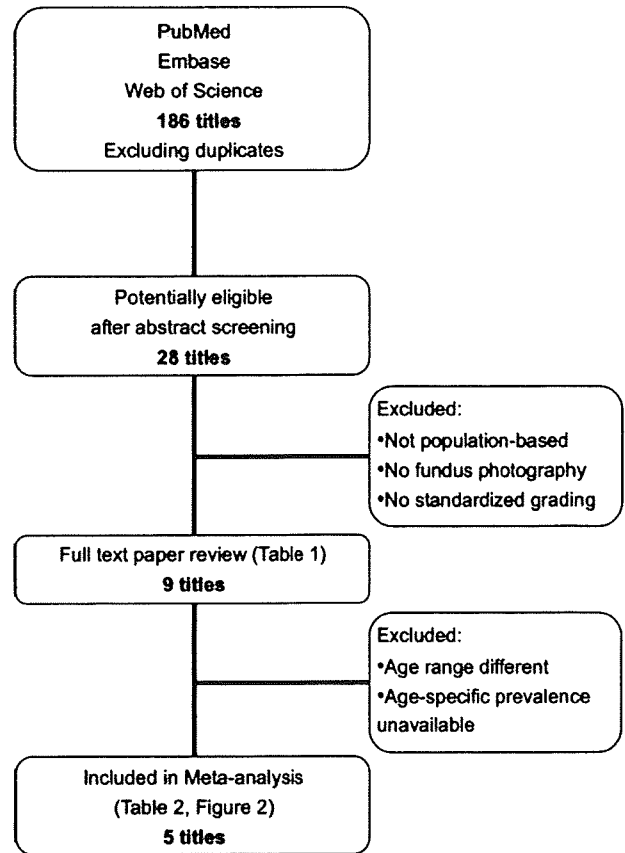 PubMed
Embase
Web of Science
186 titles
Excluding duplicates
Potentially eligible
after abstract screening
28 titles
Excluded:
•Not population-based
•No fundus photography
•No standardized grading
Full text paper review (Table 1)
9 titles
Excluded:
•Age range different
•Age-specific prevalence
unavailable
Included in Meta-analysis
(Table 2, Figure 2)
5 titles